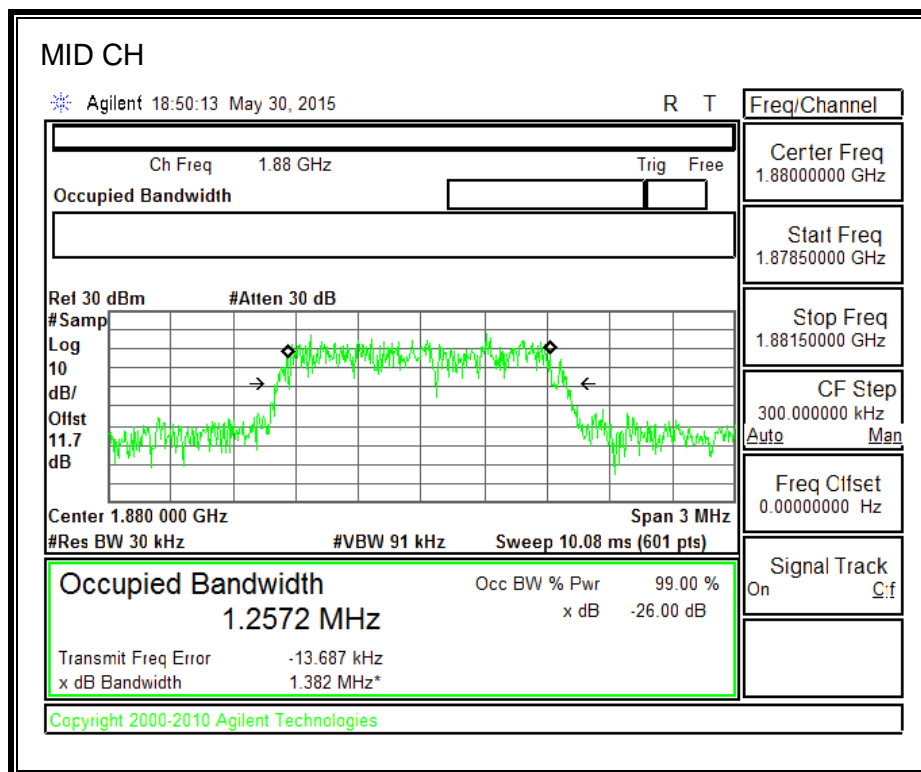 MID CH
Agilent 18:50:13 May 30, 2015 R T
Freq/Channel
Ch Freq 1.88 GHz Trig Free
Occupied Bandwidth
Center Freq
1.88000000 GHz
Start Freq
1.87850000 GHz
Stop Freq
1.88150000 GHz
CF Step
300.000000 kHz
Auto Man
Freq Offset
0.00000000 Hz
Signal Track
On Off
Ref 30 dBm #Atten 30 dB
#Samp
Log
10
dB/
Offst
11.7
dB
Center 1.880 000 GHz Span 3 MHz
#Res BW 30 kHz #VBW 91 kHz Sweep 10.08 ms (601 pts)
Occupied Bandwidth Occ BW % Pwr 99.00 %
1.2572 MHz x dB -26.00 dB
Transmit Freq Error -13.687 kHz
x dB Bandwidth 1.382 MHz*
Copyright 2000-2010 Agilent Technologies